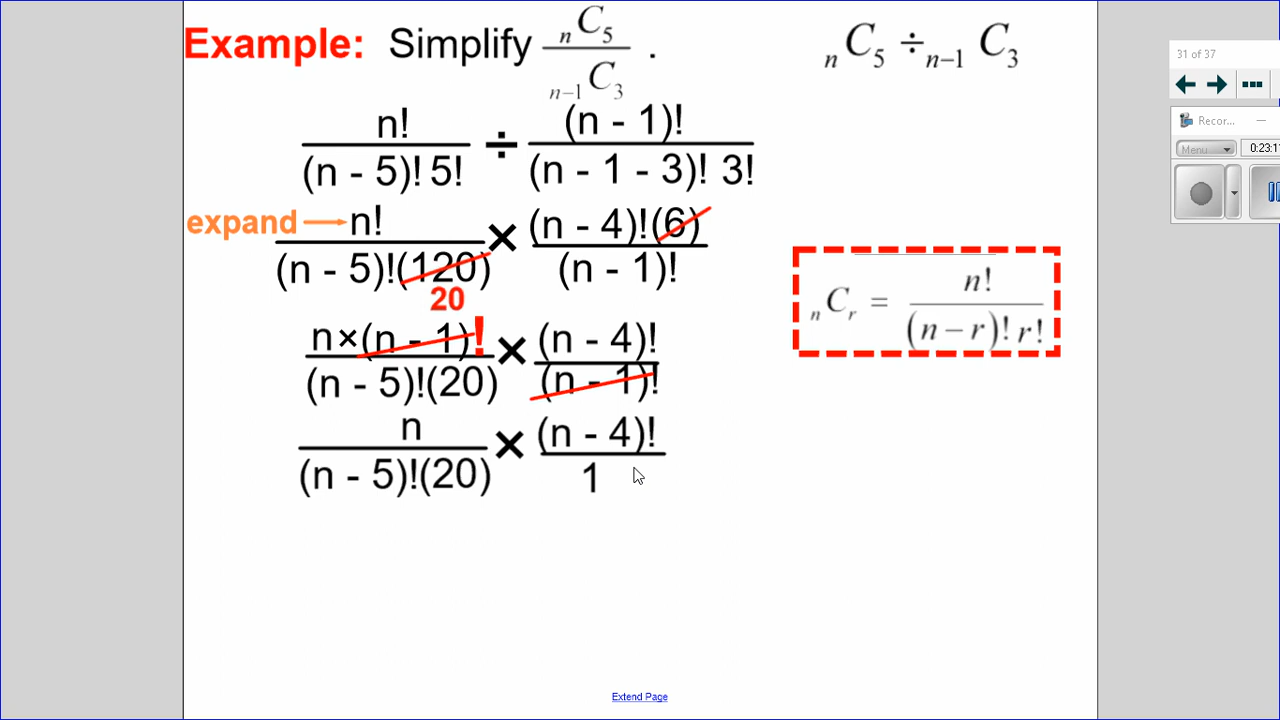 Example: Simplify nC5 / n–1C3 .
nC5 ÷ n–1C3
n! / (n - 5)! 5! ÷ (n - 1)! / (n - 1 - 3)! 3!
expand n! / (n - 5)!(120) × (n - 4)!(6) / (n - 1)!
20
n×(n - 1)! / (n - 5)!(20) × (n - 4)! / (n - 1)!
n / (n - 5)!(20) × (n - 4)! / 1
nCr = n! / (n – r)! r!
Extend Page
31 of 37
Recor...
Menu
0:23:1